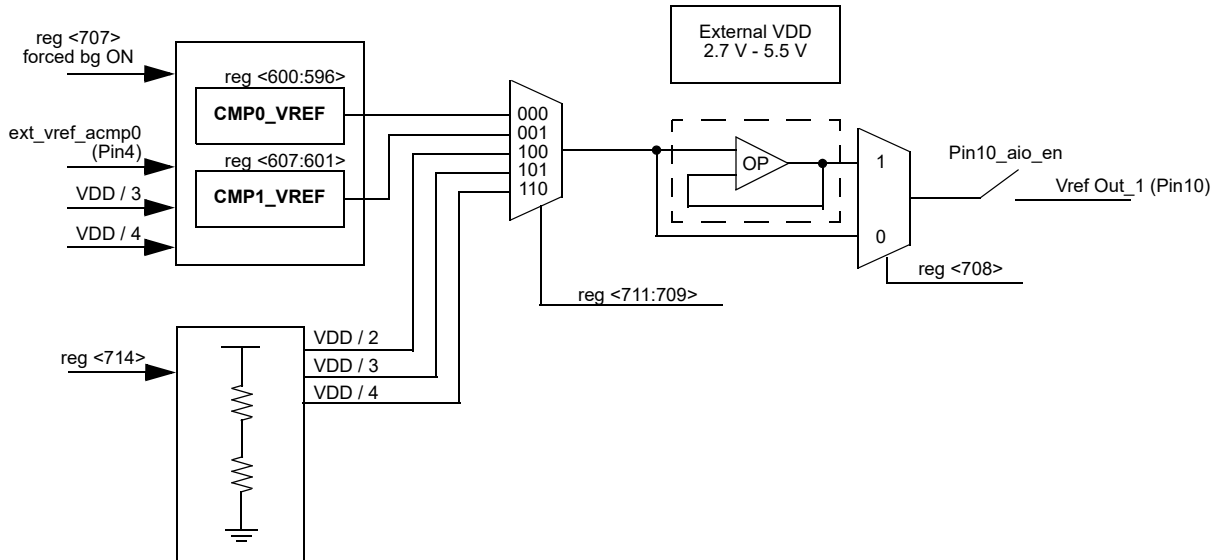 reg <707>
forced bg ON
ext_vref_acmp0
(Pin4)
VDD / 3
VDD / 4
reg <600:596>
CMP0_VREF
reg <607:601>
CMP1_VREF
000
001
100
101
110
reg <711:709>
External VDD
2.7 V - 5.5 V
OP
1
0
reg <708>
Pin10_aio_en
Vref Out_1 (Pin10)
reg <714>
VDD / 2
VDD / 3
VDD / 4